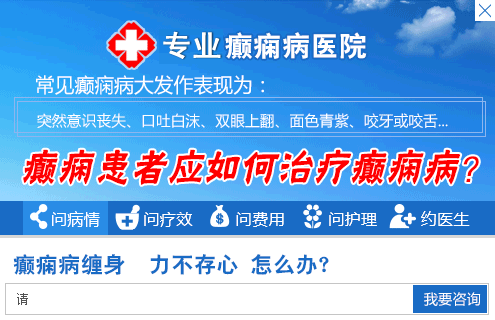 专业癫痫病医院
常见癫痫病大发作表现为：
突然意识丧失、口吐白沫、双眼上翻、面色青紫、咬牙或咬舌...
癫痫患者应如何治疗癫痫病?
问病情 问疗效 问费用 问护理 约医生
癫痫病缠身 力不存心 怎么办?
请 我要咨询